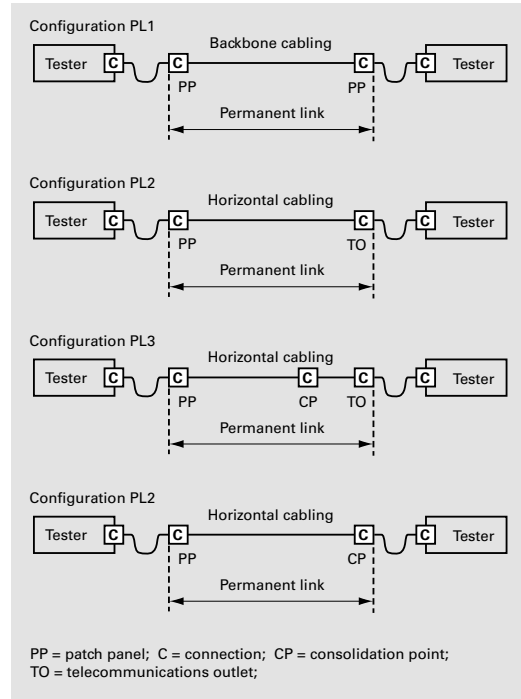 Configuration PL1
Backbone cabling
Tester C C C C Tester
PP PP
Permanent link
Configuration PL2
Horizontal cabling
Tester C C C C Tester
PP TO
Permanent link
Configuration PL3
Horizontal cabling
Tester C C C C C Tester
PP CP TO
Permanent link
Configuration PL2
Horizontal cabling
Tester C C C C Tester
PP CP
Permanent link
PP = patch panel; C = connection; CP = consolidation point;
TO = telecommunications outlet;